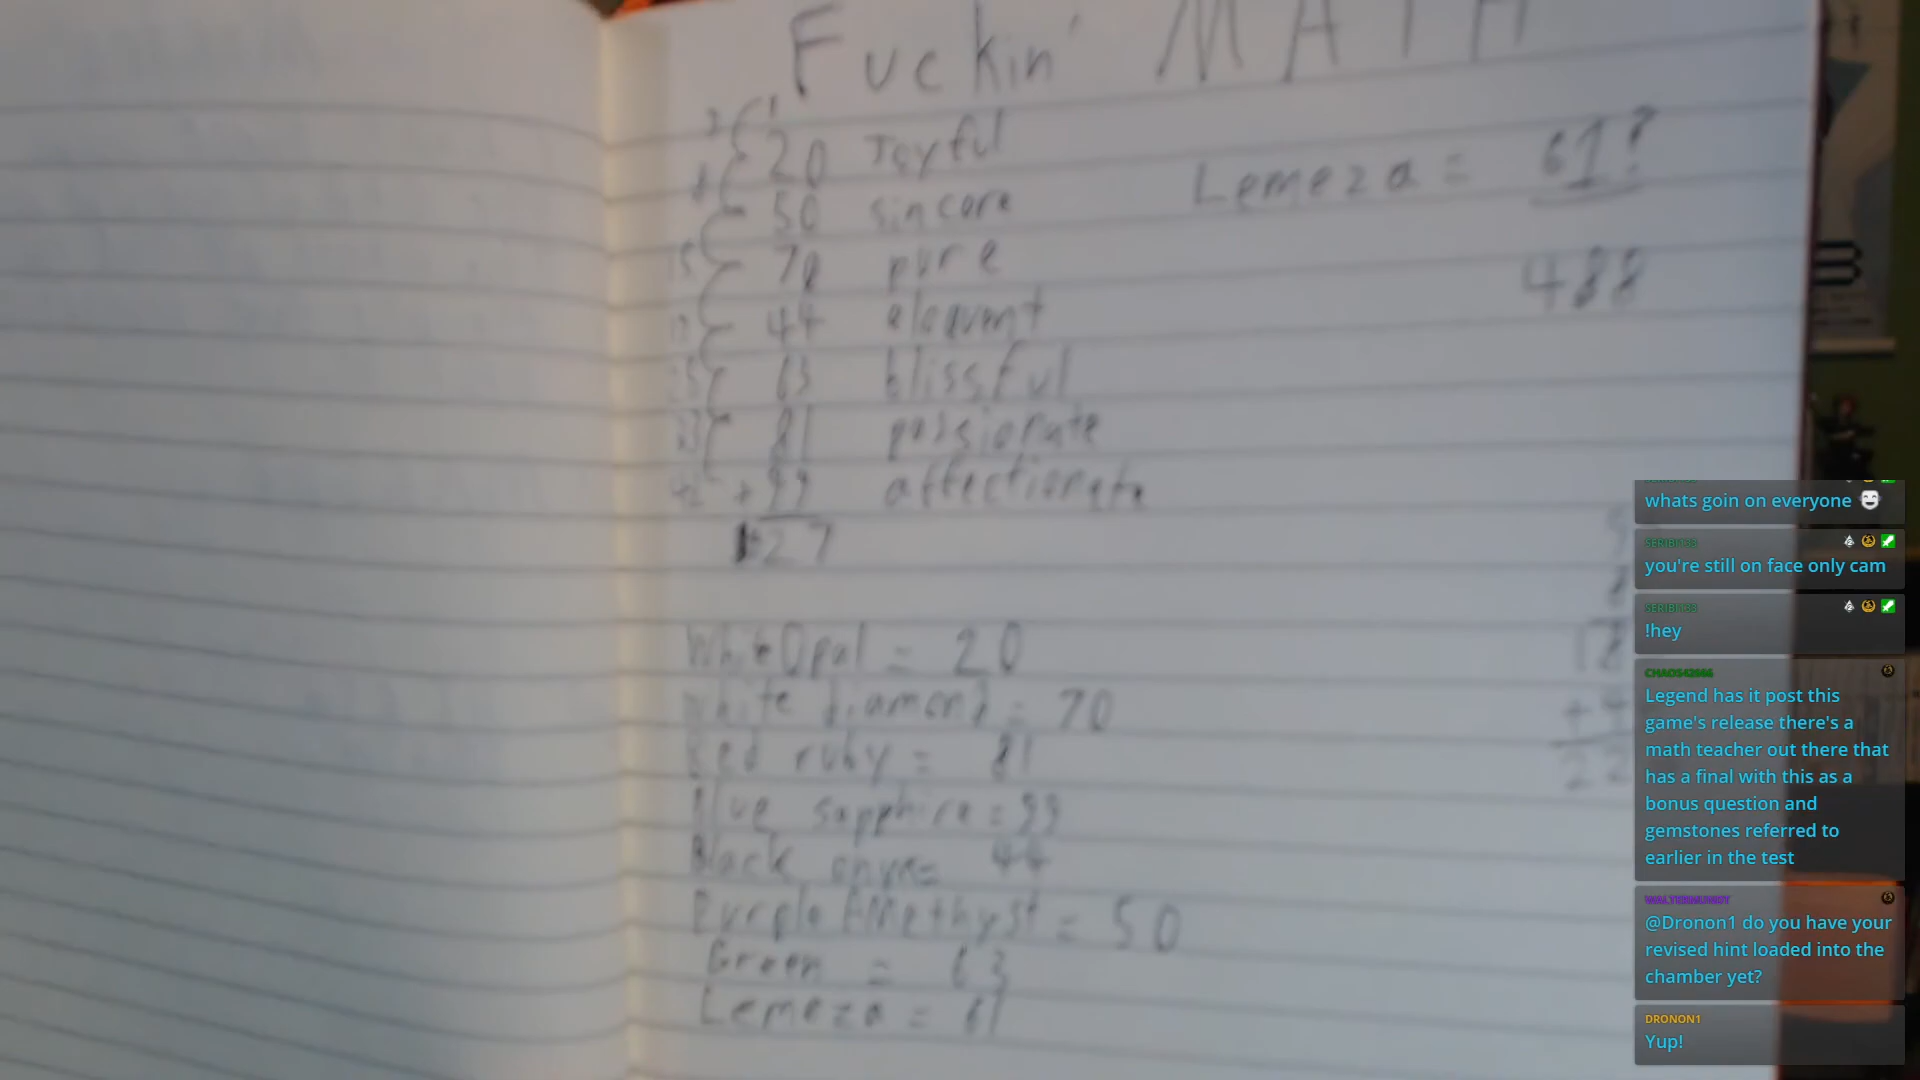 Fuckin' MATH
20 Joyful
Lemeza = 61?
50 sincere
70 pure
488
44 eloquent
63 blissful
81 passionate
+ 99 affectionate
White Opal = 20
White diamond = 70
Red ruby = 81
Blue sapphire = 99
Black onyx = 44
Purple Amethyst = 50
Green = 63
Lemeza = 61
whats goin on everyone
you're still on face only cam
!hey
CHAOS42666
Legend has it post this
game's release there's a
math teacher out there that
has a final with this as a
bonus question and
gemstones referred to
earlier in the test
@Dronon1 do you have your
revised hint loaded into the
chamber yet?
DRONON1
Yup!